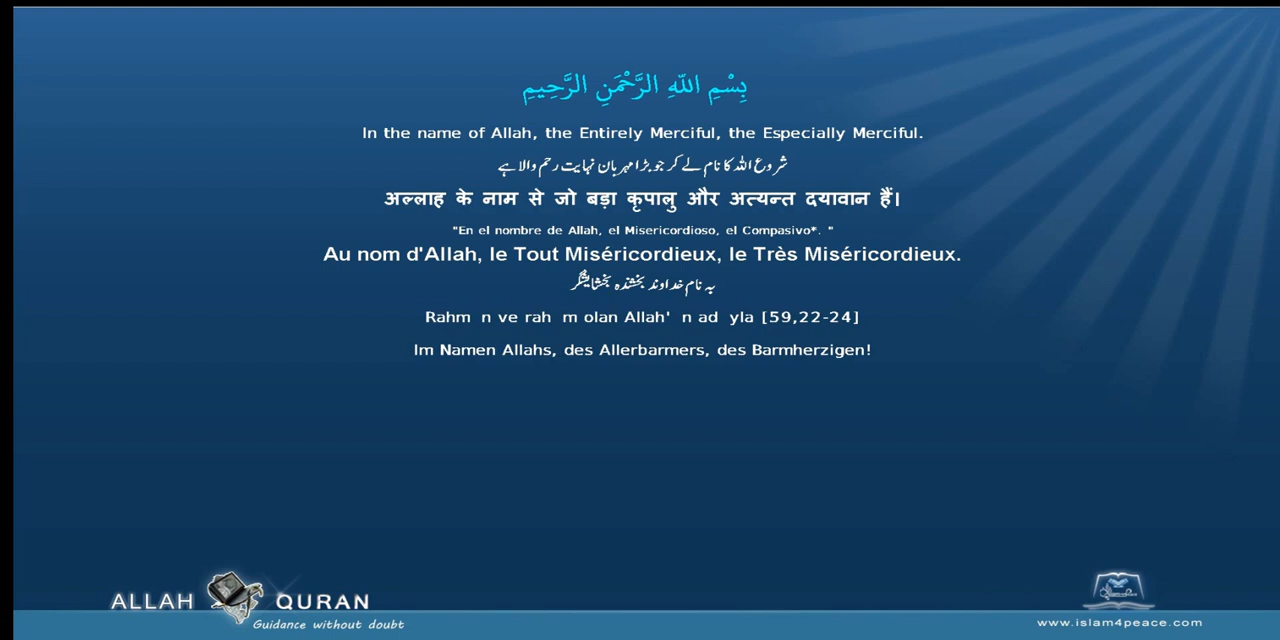 بِسْمِ اللّٰهِ الرَّحْمَنِ الرَّحِيمِ
In the name of Allah, the Entirely Merciful, the Especially Merciful.
شروع اللہ کا نام لے کر جو بڑا مہربان نہایت رحم والا ہے
अल्लाह के नाम से जो बड़ा कृपालु और अत्यन्त दयावान हैं।
"En el nombre de Allah, el Misericordioso, el Compasivo*. "
Au nom d'Allah, le Tout Miséricordieux, le Très Miséricordieux.
به نام خداوند بخشنده بخشایشگر
Rahm n ve rah m olan Allah' n ad yla [59,22-24]
Im Namen Allahs, des Allerbarmers, des Barmherzigen!
ALLAH QURAN
Guidance without doubt
www.islam4peace.com